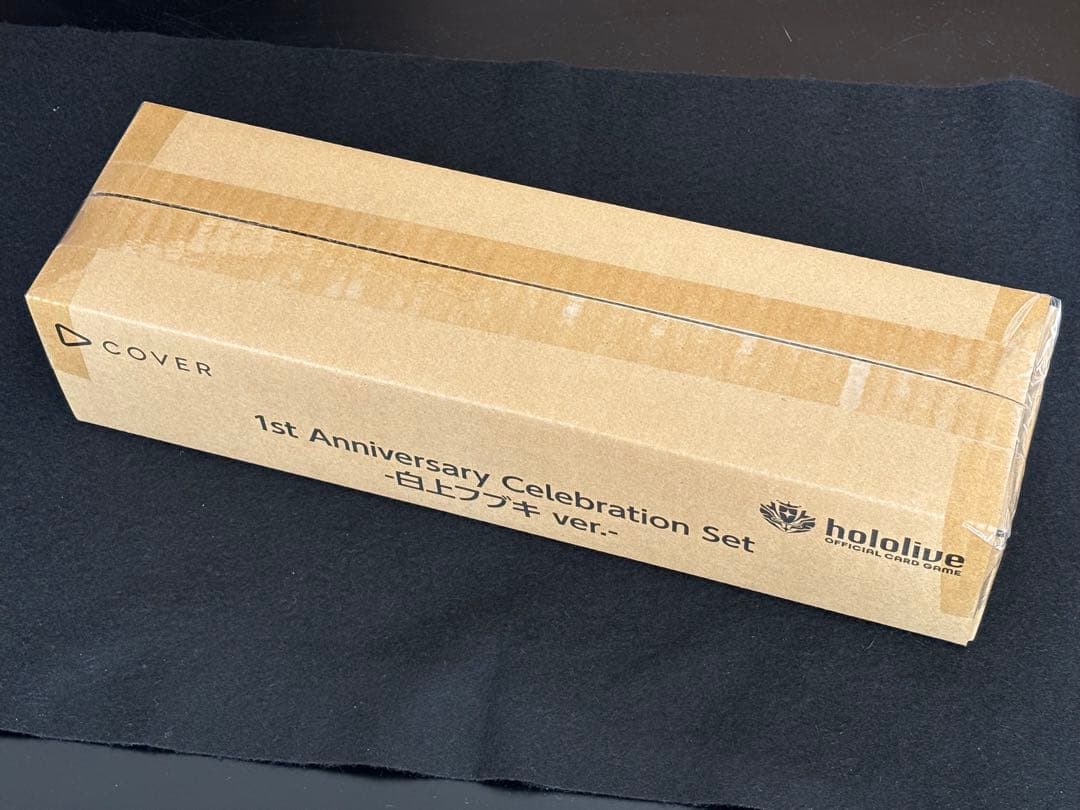 COVER
1st Anniversary Celebration Set
-白上フブキ ver.-
hololive
OFFICIAL CARD GAME